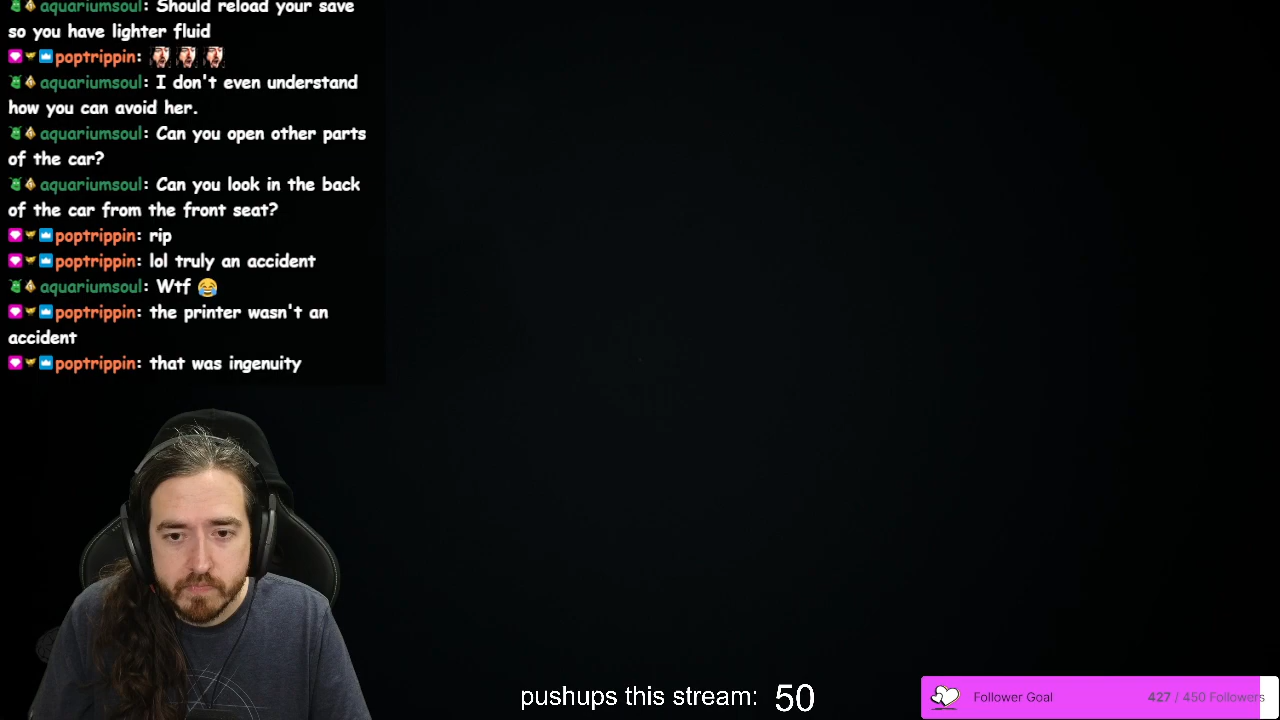 aquariumsoul: Should reload your save
so you have lighter fluid
poptrippin:
aquariumsoul: I don't even understand
how you can avoid her.
aquariumsoul: Can you open other parts
of the car?
aquariumsoul: Can you look in the back
of the car from the front seat?
poptrippin: rip
poptrippin: lol truly an accident
aquariumsoul: Wtf 😂
poptrippin: the printer wasn't an
accident
poptrippin: that was ingenuity
pushups this stream: 50
Follower Goal 427 / 450 Followers